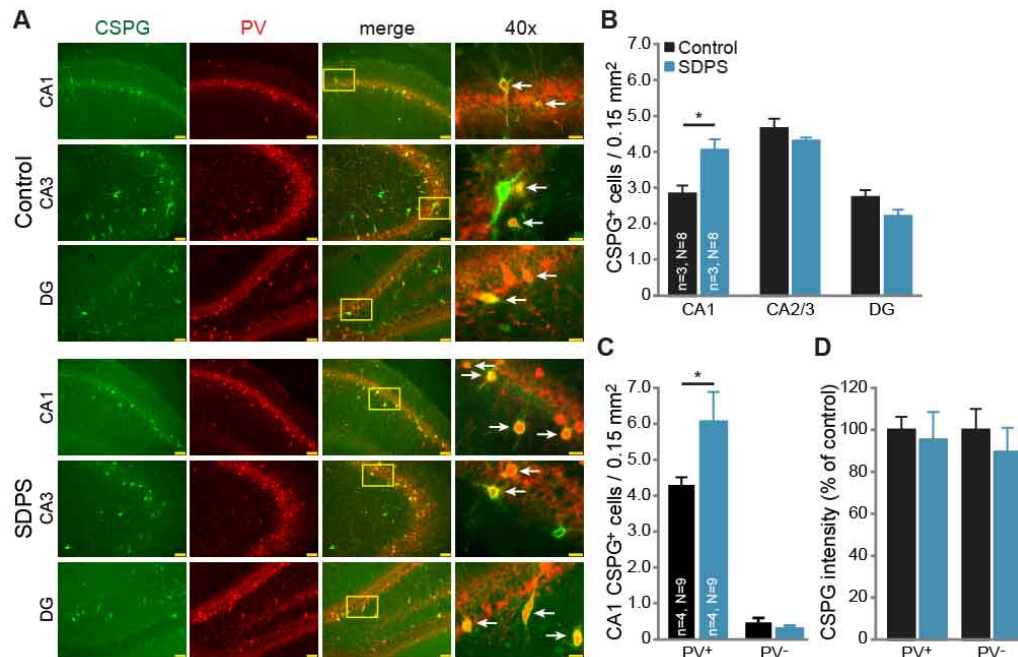 A
CSPG PV merge 40x
Control
CA1
CA3
DG
SDPS
CA1
CA3
DG
B
CSPG⁺ cells / 0.15 mm²
7.0
6.0
5.0
4.0
3.0
2.0
1.0
0
Control
SDPS
*
n=3, N=8
n=3, N=8
CA1 CA2/3 DG
C
CA1 CSPG⁺ cells / 0.15 mm²
7.0
6.0
5.0
4.0
3.0
2.0
1.0
0
*
n=4, N=9
n=4, N=9
PV⁺ PV⁻
D
CSPG intensity (% of control)
120
100
80
60
40
20
0
PV⁺ PV⁻